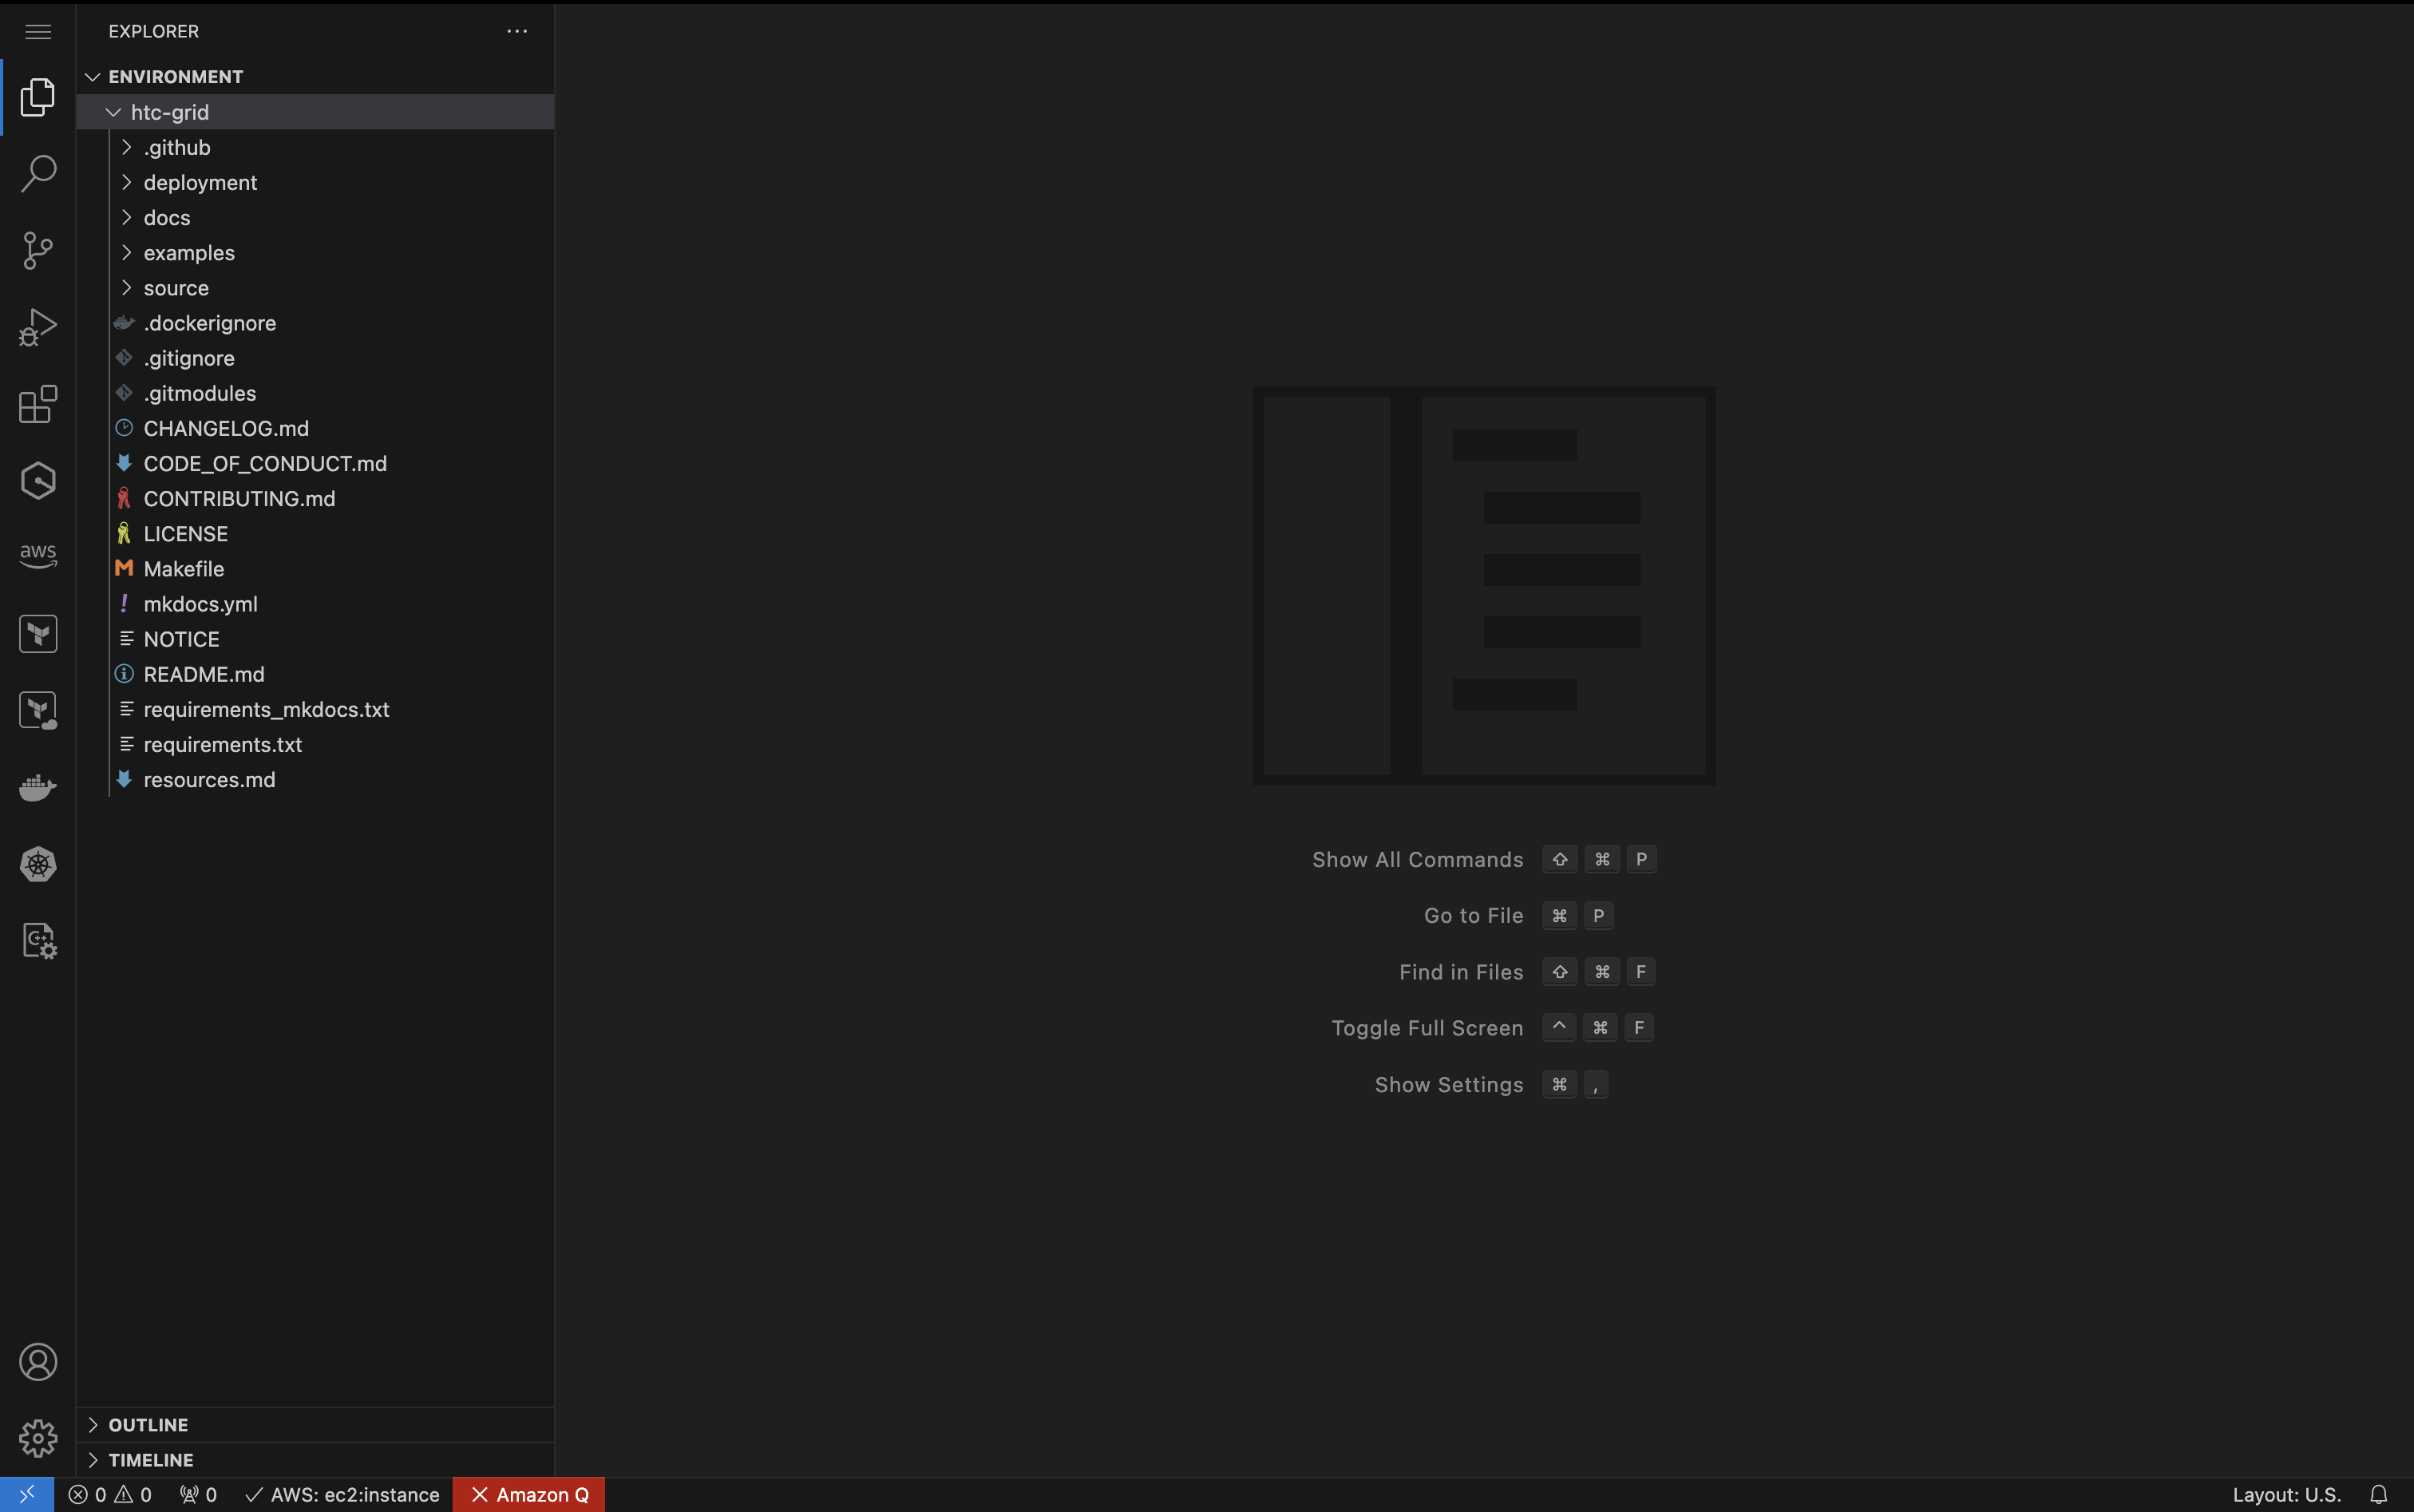 EXPLORER
ENVIRONMENT
htc-grid
.github
deployment
docs
examples
source
.dockerignore
.gitignore
.gitmodules
CHANGELOG.md
CODE_OF_CONDUCT.md
CONTRIBUTING.md
LICENSE
Makefile
mkdocs.yml
NOTICE
README.md
requirements_mkdocs.txt
requirements.txt
resources.md
aws
C++
Show All Commands ⇧ ⌘ P
Go to File ⌘ P
Find in Files ⇧ ⌘ F
Toggle Full Screen ^ ⌘ F
Show Settings ⌘ ,
OUTLINE
TIMELINE
0 0 0 AWS: ec2:instance Amazon Q Layout: U.S.